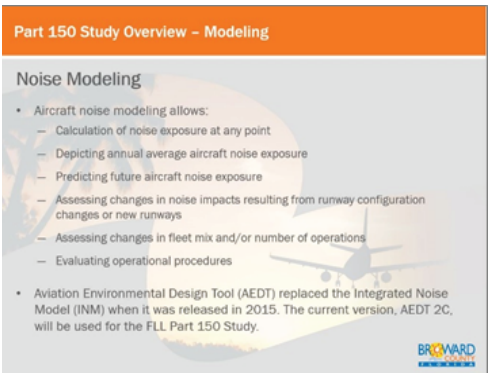 Part 150 Study Overview – Modeling
Noise Modeling
• Aircraft noise modeling allows:
— Calculation of noise exposure at any point
— Depicting annual average aircraft noise exposure
— Predicting future aircraft noise exposure
— Assessing changes in noise impacts resulting from runway configuration
changes or new runways
— Assessing changes in fleet mix and/or number of operations
— Evaluating operational procedures
• Aviation Environmental Design Tool (AEDT) replaced the Integrated Noise
Model (INM) when it was released in 2015. The current version, AEDT 2C,
will be used for the FLL Part 150 Study.
BROWARD
COUNTY
FLORIDA